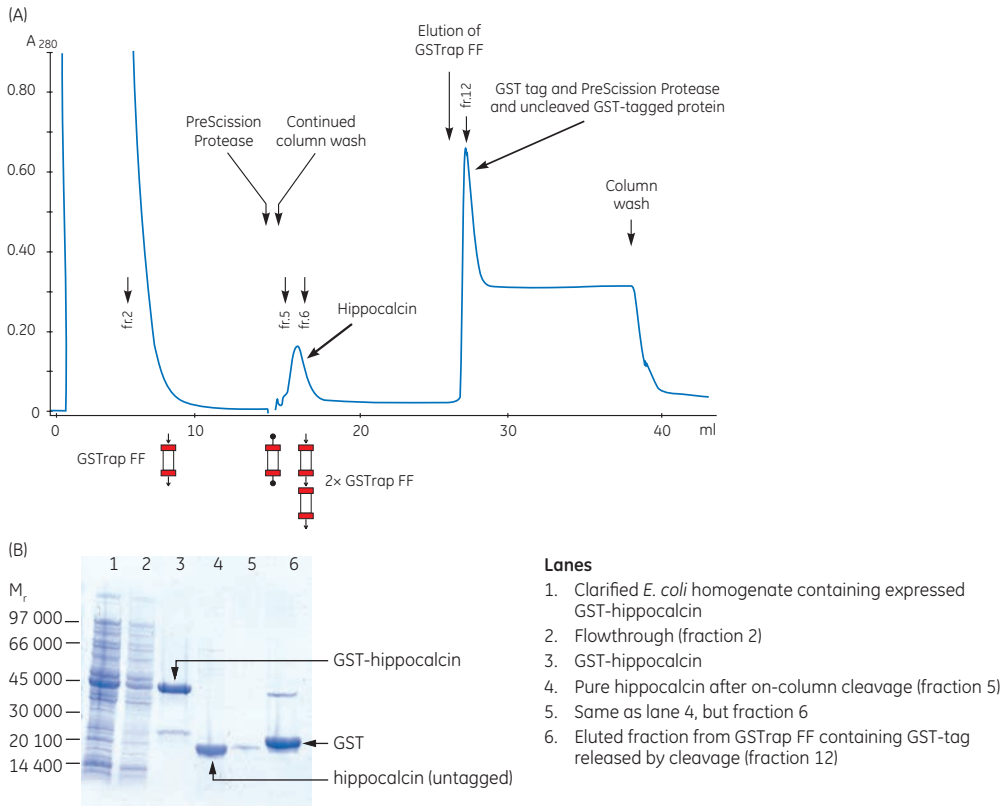 (A)
A 280
0.80
0.60
0.40
0.20
0
0
10
20
30
40
ml
fr.2
PreScission
Protease
Continued
column wash
fr.5
fr.6
Hippocalcin
Elution of
GSTrap FF
fr.12
GST tag and PreScission Protease
and uncleaved GST-tagged protein
Column
wash
GSTrap FF
2× GSTrap FF
(B)
1 2 3 4 5 6
Mr
97 000
66 000
45 000
30 000
20 100
14 400
GST-hippocalcin
GST
hippocalcin (untagged)
Lanes
1. Clarified E. coli homogenate containing expressed
GST-hippocalcin
2. Flowthrough (fraction 2)
3. GST-hippocalcin
4. Pure hippocalcin after on-column cleavage (fraction 5)
5. Same as lane 4, but fraction 6
6. Eluted fraction from GSTrap FF containing GST-tag
released by cleavage (fraction 12)